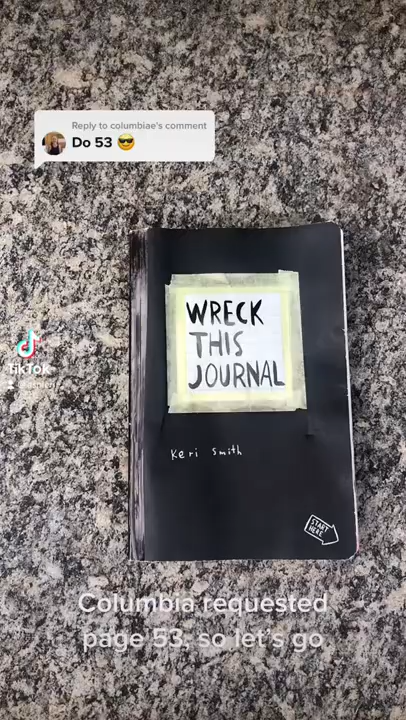 Reply to columbiae's comment
Do 53 😎
WRECK
THIS
JOURNAL
TikTok
Keri Smith
START
HERE
Columbia requested
page 53, so let's go